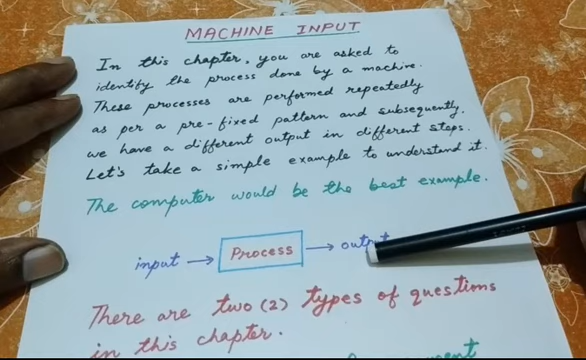 MACHINE INPUT
In this chapter, you are asked to
identify the process done by a machine.
These processes are performed repeatedly
as per a pre-fixed pattern and subsequently,
we have a different output in different steps.
Let's take a simple example to understand it.
The computer would be the best example.
input → Process → output
There are two (2) types of questions
in this chapter.